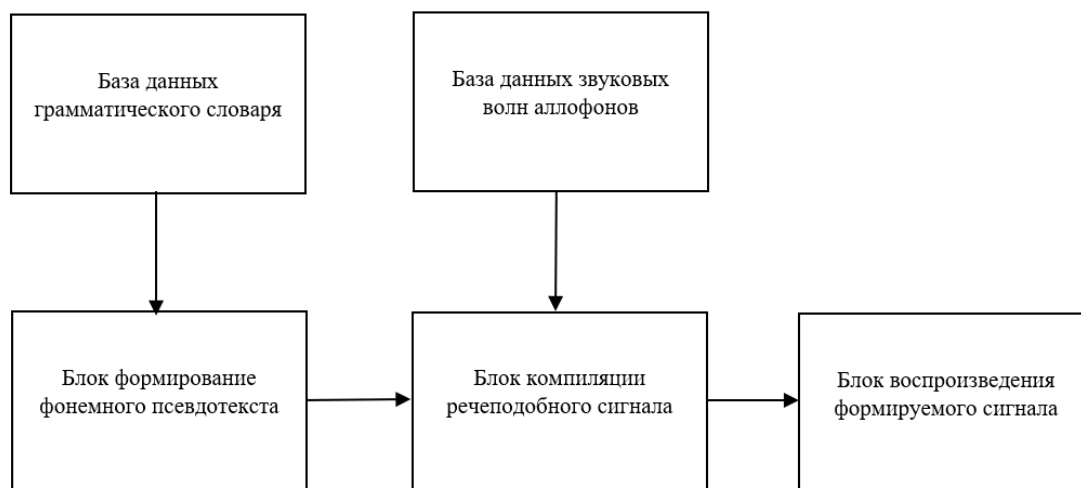 База данных
грамматического словаря
База данных звуковых
волн аллофонов
Блок формирование
фонемного псевдотекста
Блок компиляции
речеподобного сигнала
Блок воспроизведения
формируемого сигнала